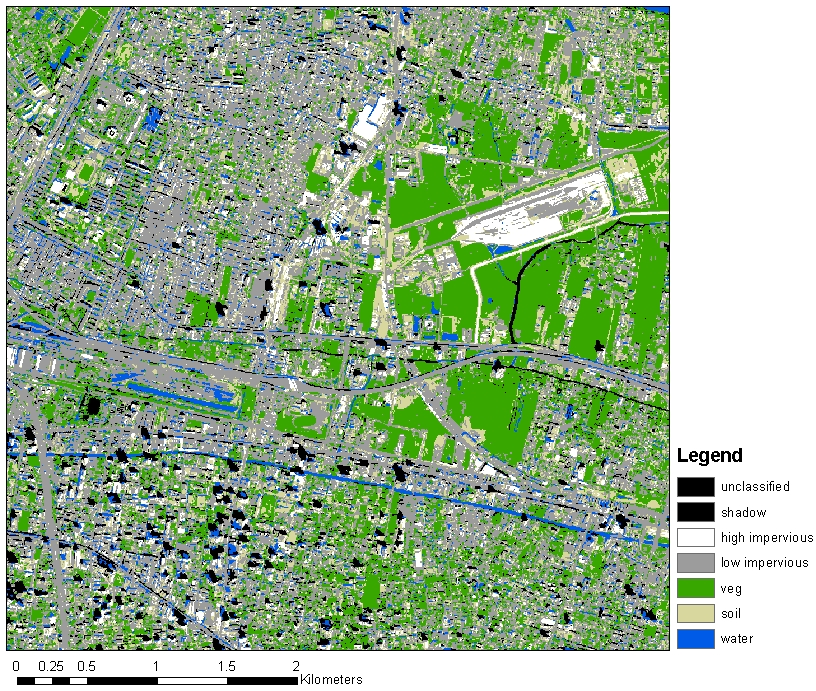 Legend
unclassified
shadow
high impervious
low impervious
veg
soil
water
0 0.25 0.5 1 1.5 2
Kilometers